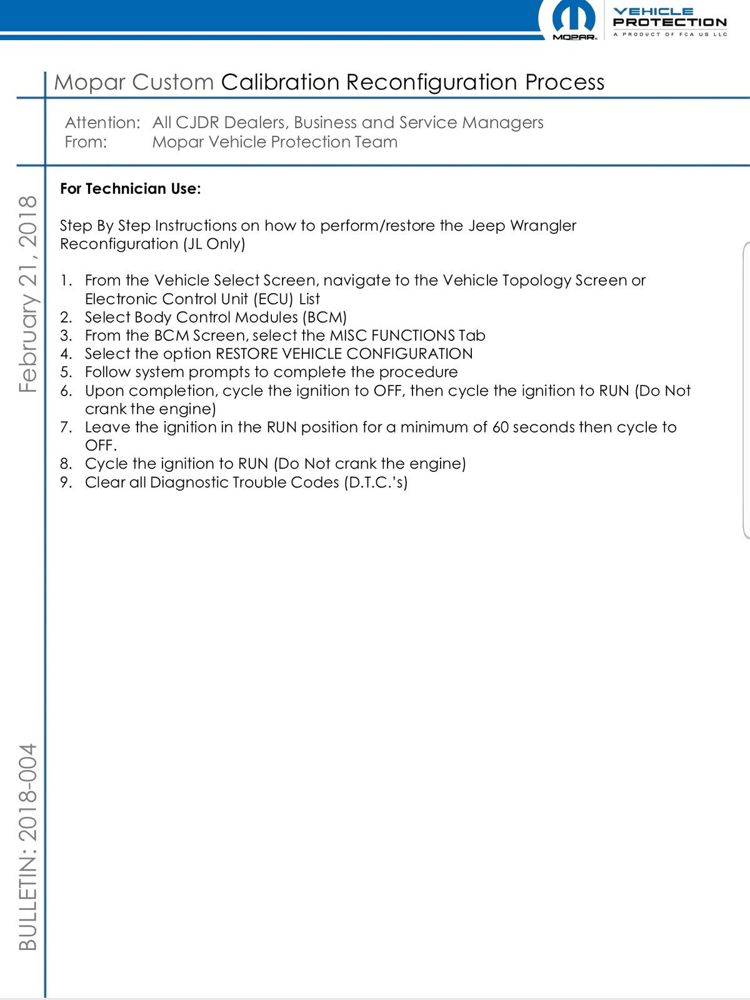 MOPAR®
VEHICLE
PROTECTION
A PRODUCT OF FCA US LLC
Mopar Custom Calibration Reconfiguration Process
Attention: All CJDR Dealers, Business and Service Managers
From: Mopar Vehicle Protection Team
February 21, 2018
For Technician Use:
Step By Step Instructions on how to perform/restore the Jeep Wrangler
Reconfiguration (JL Only)
1. From the Vehicle Select Screen, navigate to the Vehicle Topology Screen or
Electronic Control Unit (ECU) List
2. Select Body Control Modules (BCM)
3. From the BCM Screen, select the MISC FUNCTIONS Tab
4. Select the option RESTORE VEHICLE CONFIGURATION
5. Follow system prompts to complete the procedure
6. Upon completion, cycle the ignition to OFF, then cycle the ignition to RUN (Do Not
crank the engine)
7. Leave the ignition in the RUN position for a minimum of 60 seconds then cycle to
OFF.
8. Cycle the ignition to RUN (Do Not crank the engine)
9. Clear all Diagnostic Trouble Codes (D.T.C.’s)
BULLETIN: 2018-004